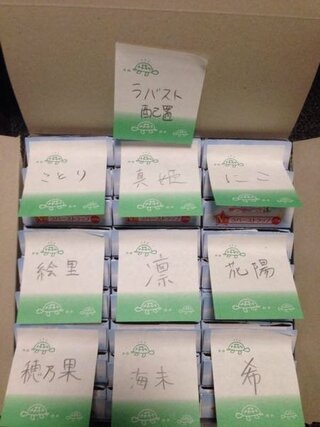 ラバスト
配置
ことり
真姫
にこ
絵里
凛
花陽
穂乃果
海未
希